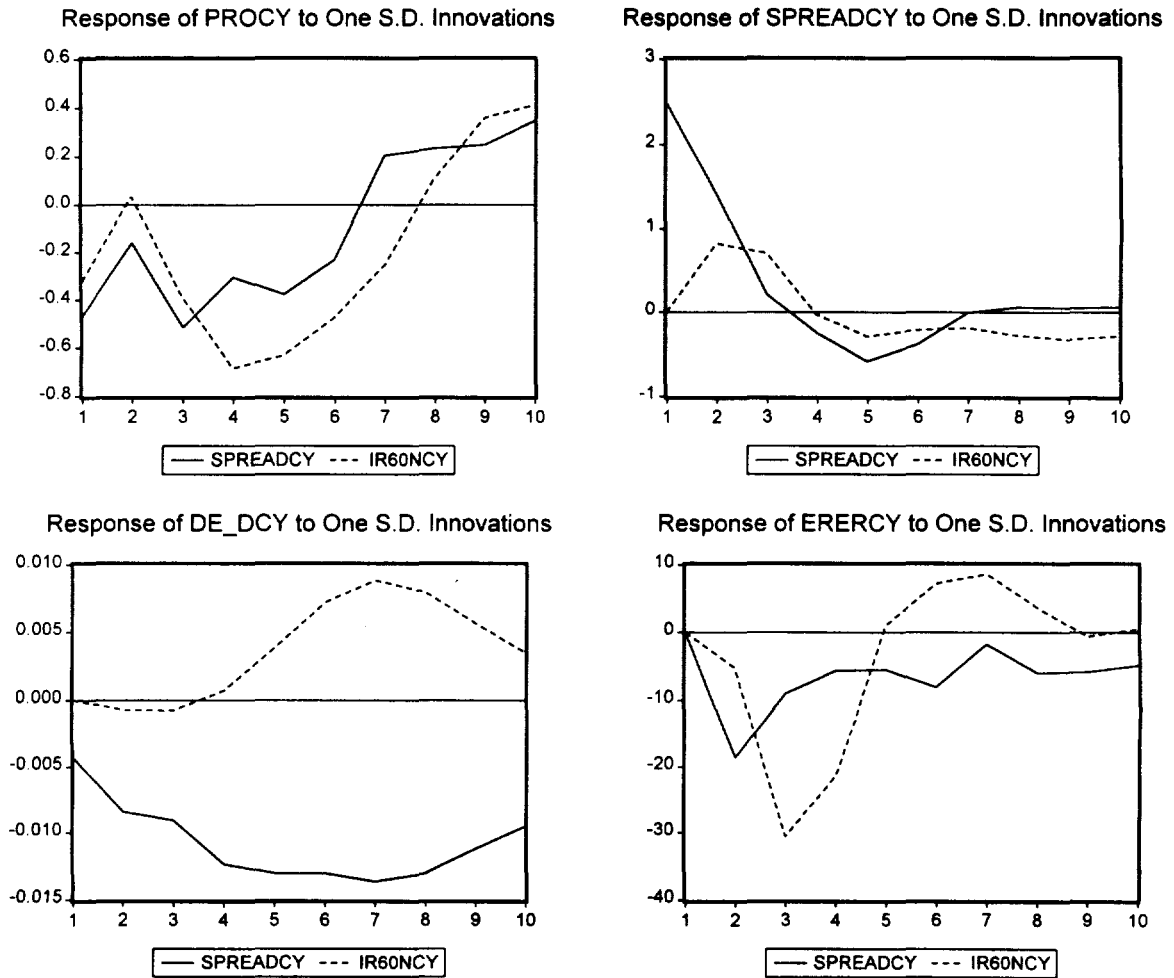 Response of PROCY to One S.D. Innovations
0.6
0.4
0.2
0.0
-0.2
-0.4
-0.6
-0.8
1 2 3 4 5 6 7 8 9 10
SPREADCY IR60NCY
Response of SPREADCY to One S.D. Innovations
3
2
1
0
-1
1 2 3 4 5 6 7 8 9 10
SPREADCY IR60NCY
Response of DE_DCY to One S.D. Innovations
0.010
0.005
0.000
-0.005
-0.010
-0.015
1 2 3 4 5 6 7 8 9 10
SPREADCY IR60NCY
Response of ERERCY to One S.D. Innovations
10
0
-10
-20
-30
-40
1 2 3 4 5 6 7 8 9 10
SPREADCY IR60NCY